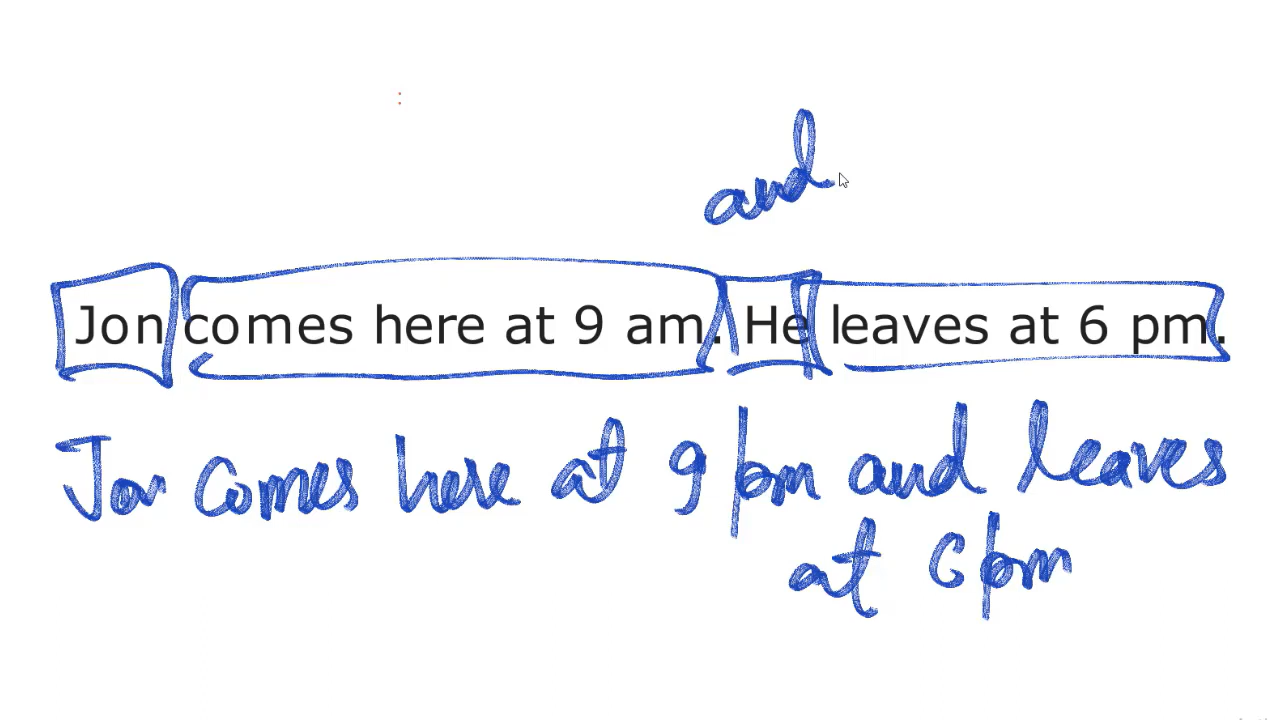 and
Jon comes here at 9 am. He leaves at 6 pm.
Jon comes here at 9 pm and leaves
at 6 pm